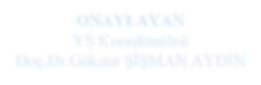 ONAYLAYAN
YS Koordinatörü
Doç.Dr.Göknur ŞİŞMAN AYDIN